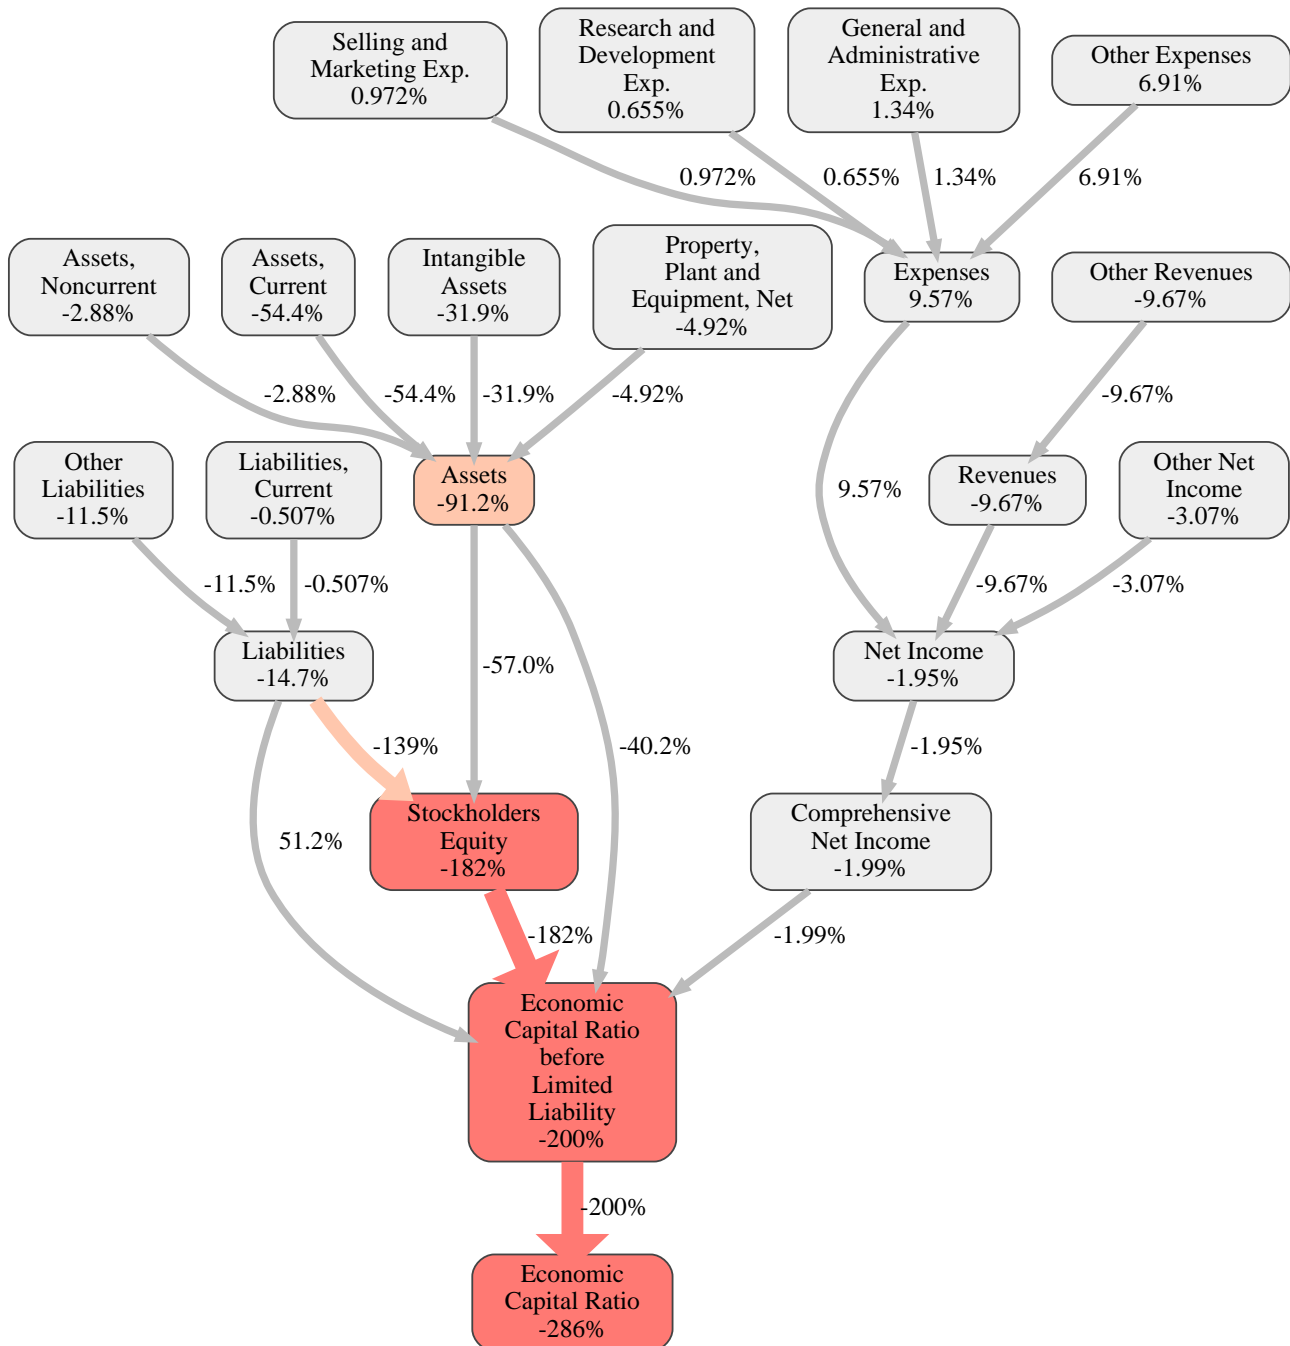 Selling and
Marketing Exp.
0.972%
Research and
Development
Exp.
0.655%
General and
Administrative
Exp.
1.34%
Other Expenses
6.91%
0.972%
0.655%
1.34%
6.91%
Assets,
Noncurrent
-2.88%
Assets,
Current
-54.4%
Intangible
Assets
-31.9%
Property,
Plant and
Equipment, Net
-4.92%
Expenses
9.57%
Other Revenues
-9.67%
-2.88%
-54.4%
-31.9%
-4.92%
-9.67%
Other
Liabilities
-11.5%
Liabilities,
Current
-0.507%
Assets
-91.2%
9.57%
Revenues
-9.67%
Other Net
Income
-3.07%
-11.5%
-0.507%
-9.67%
-3.07%
Liabilities
-14.7%
-57.0%
Net Income
-1.95%
-139%
-40.2%
-1.95%
51.2%
Stockholders
Equity
-182%
Comprehensive
Net Income
-1.99%
-182%
-1.99%
Economic
Capital Ratio
before
Limited
Liability
-200%
-200%
Economic
Capital Ratio
-286%